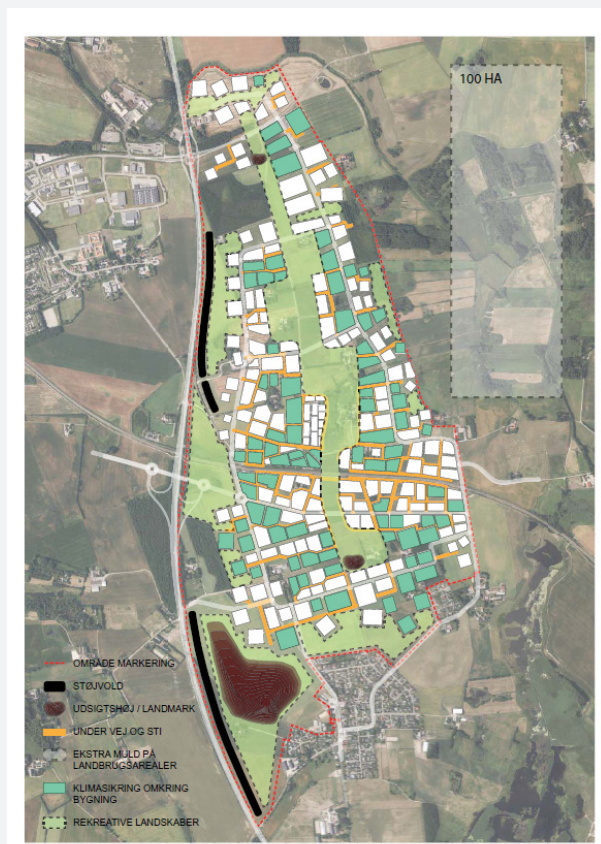 100 HA
OMRÅDE MARKERING
STØJVOLD
UDSIGTSHØJ / LANDMARK
UNDER VEJ OG STI
EKSTRA MULD PÅ
LANDBRUGSAREALER
KLIMASIKRING OMKRING
BYGNING
REKREATIVE LANDSKABER